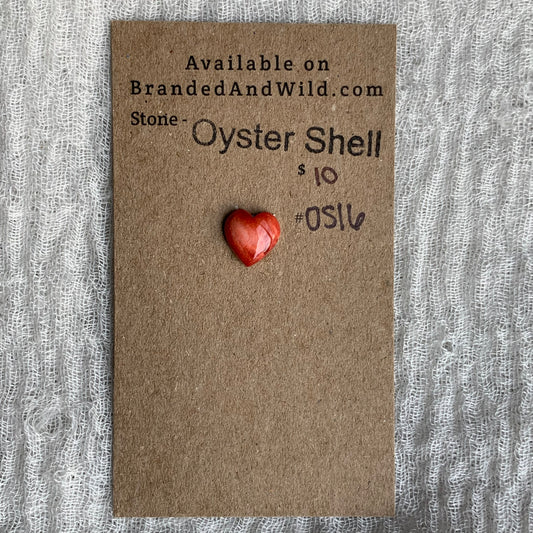 Available on
BrandedAndWild.com
Stone - Oyster Shell
$ 10
#OS16